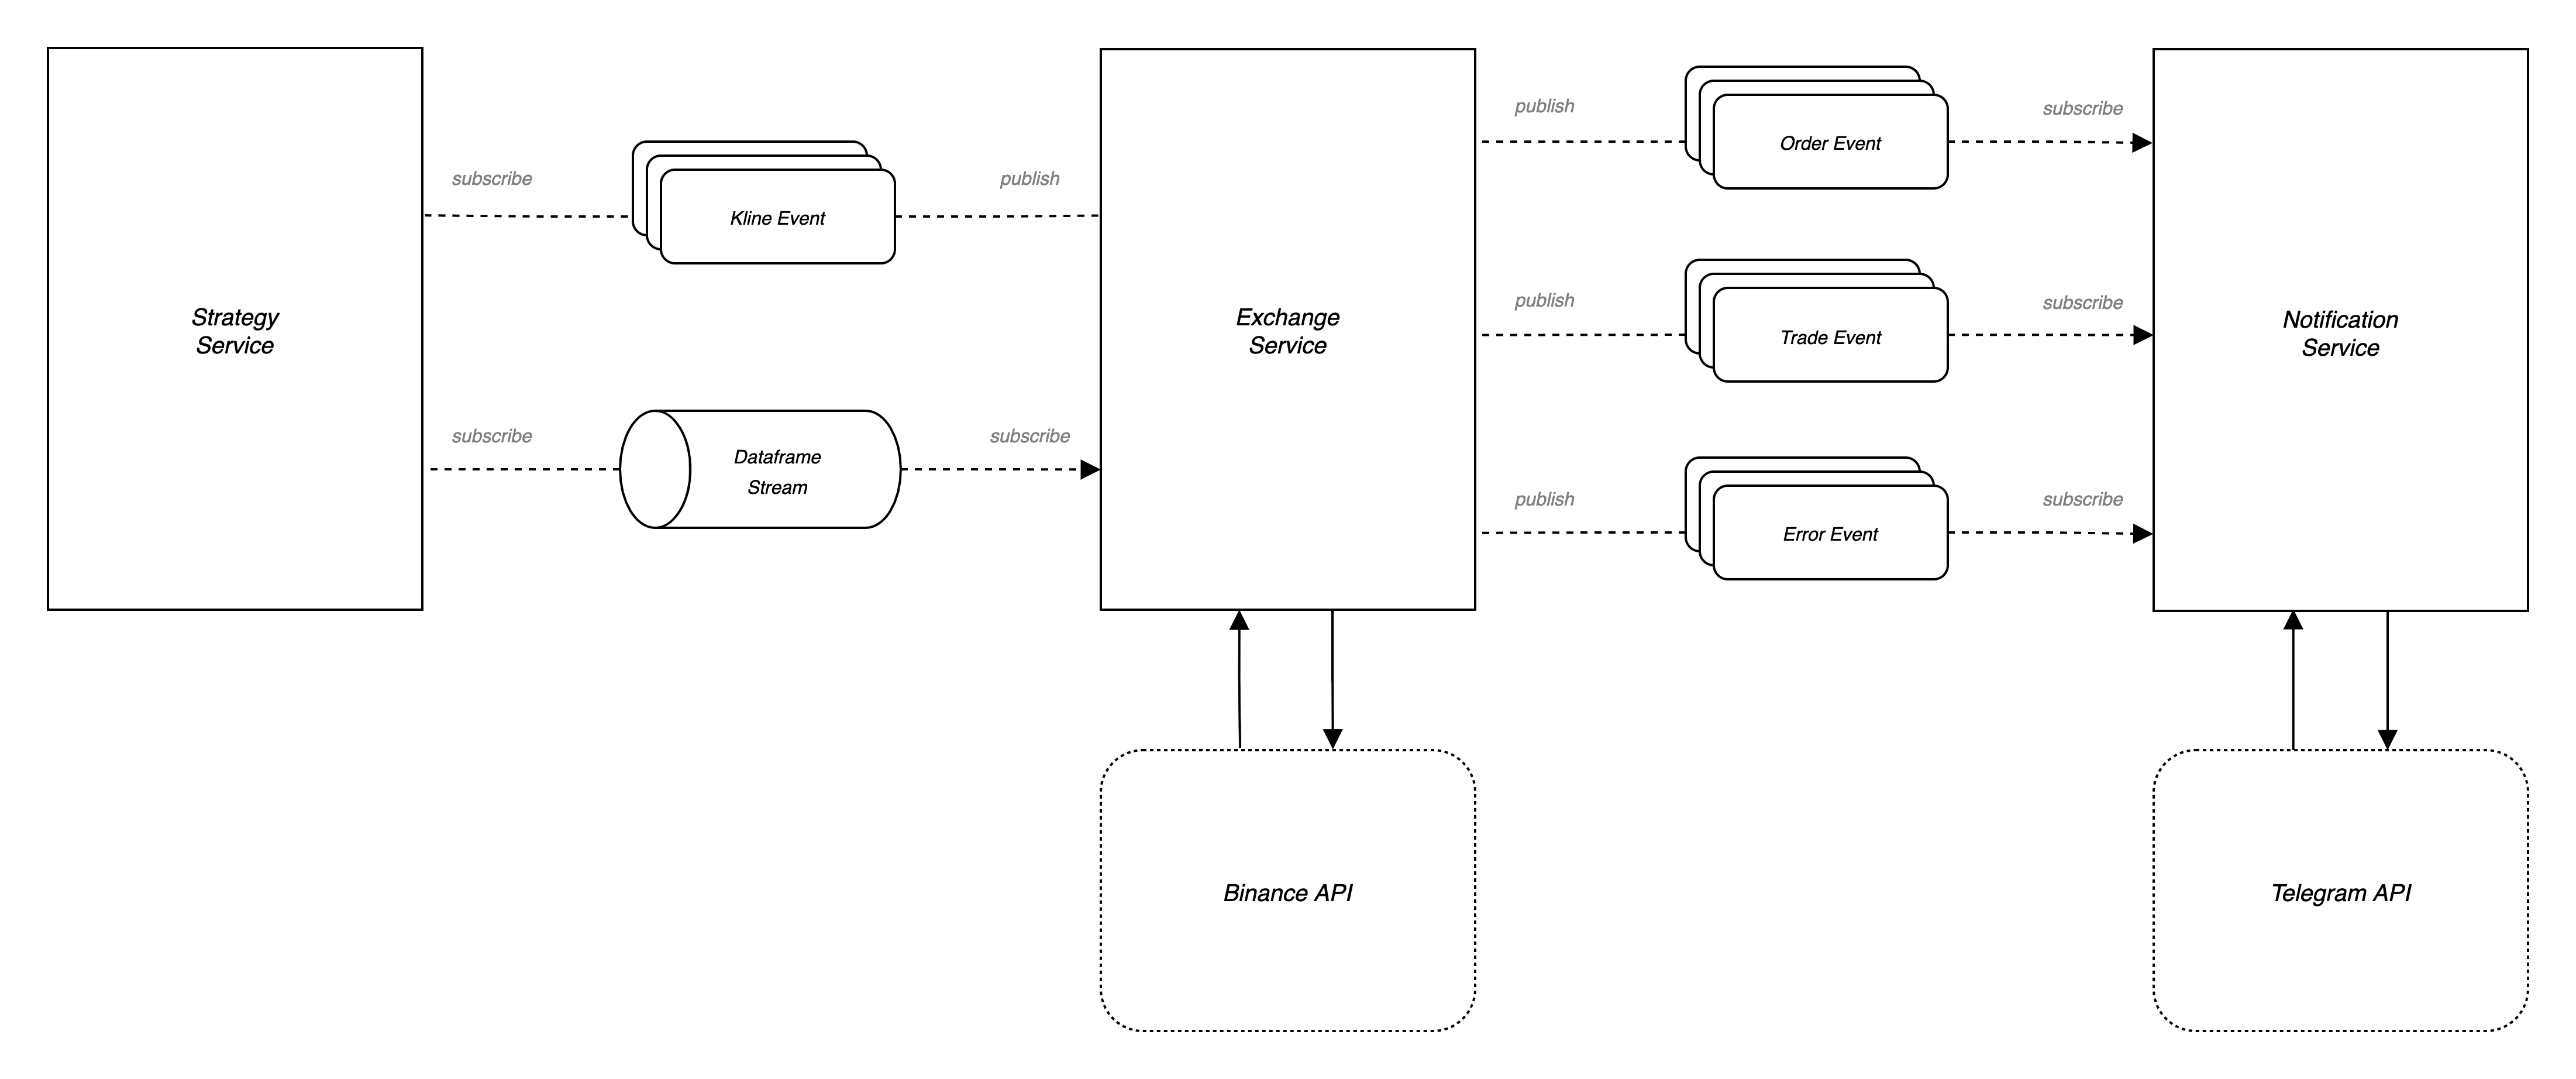 publish
subscribe
Order Event
subscribe
publish
Kline Event
publish
subscribe
Strategy
Service
Exchange
Service
Trade Event
Notification
Service
subscribe
subscribe
Dataframe
Stream
publish
subscribe
Error Event
Binance API
Telegram API